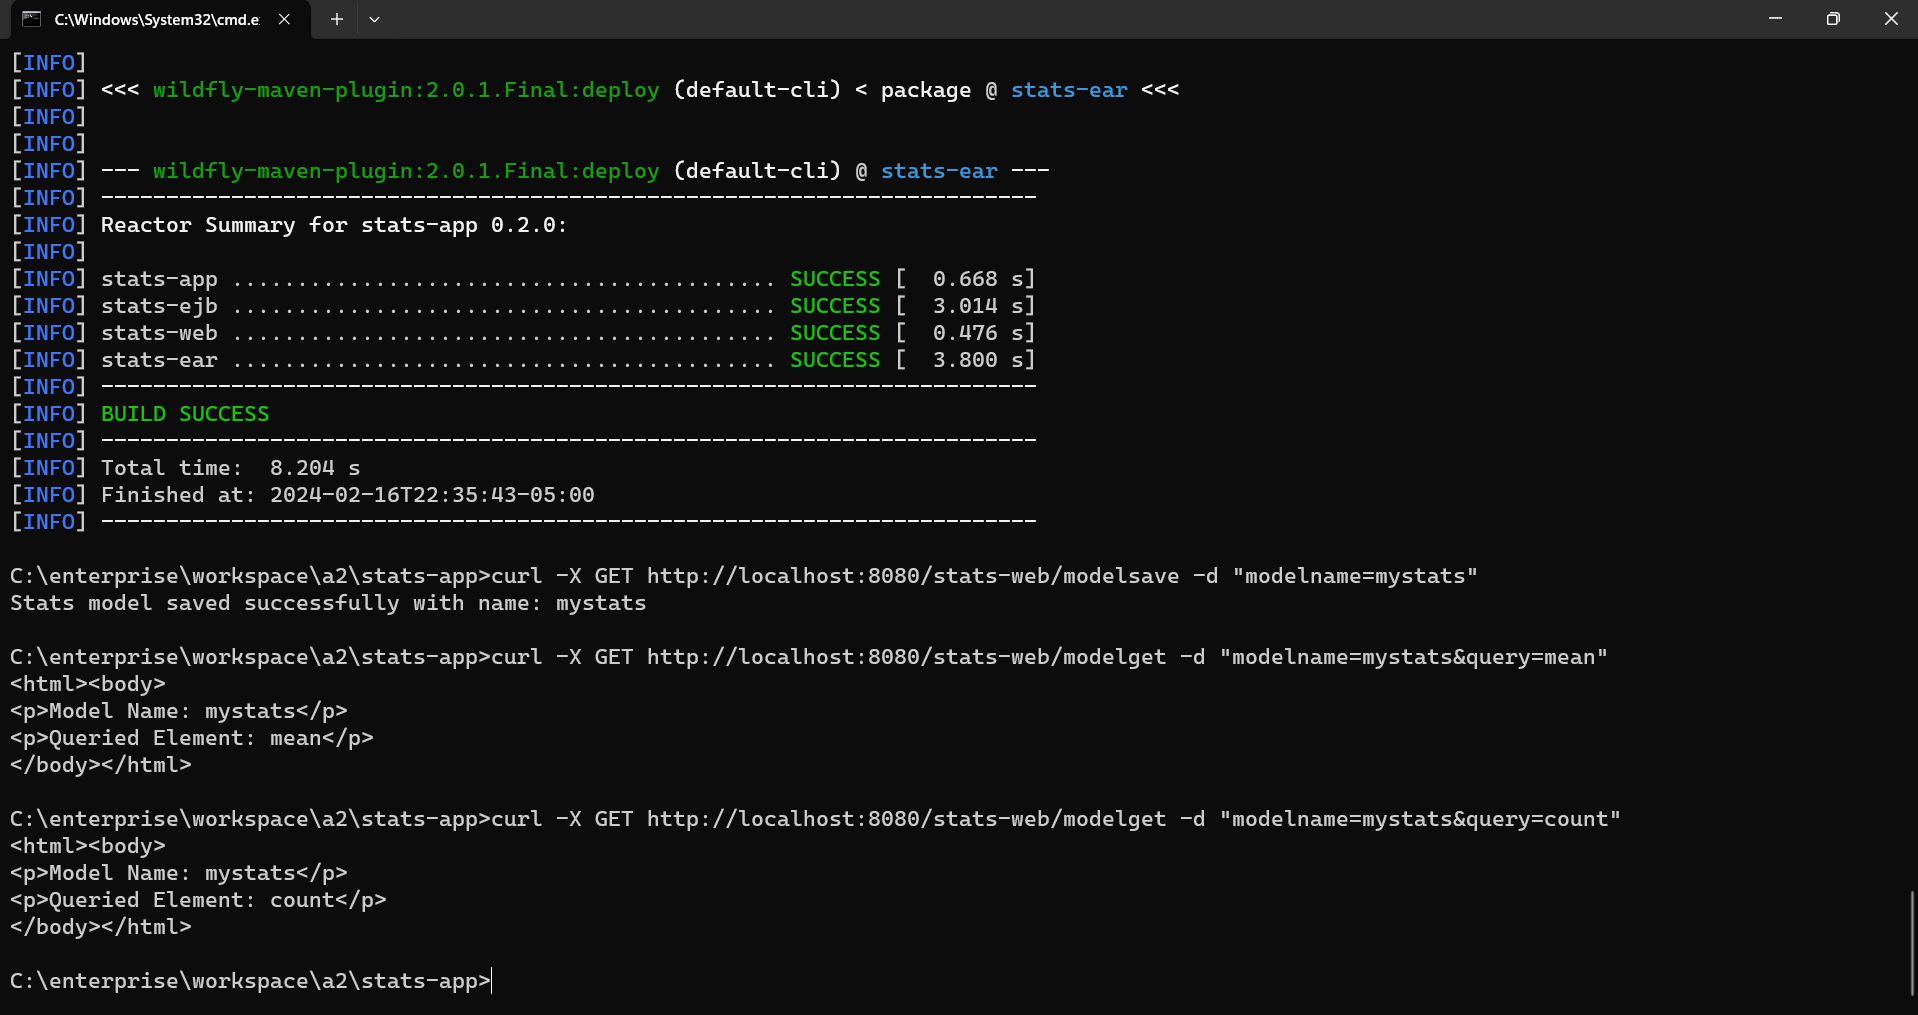 C:\Windows\System32\cmd.e
[INFO]
[INFO] <<< wildfly-maven-plugin:2.0.1.Final:deploy (default-cli) < package @ stats-ear <<<
[INFO]
[INFO]
[INFO] --- wildfly-maven-plugin:2.0.1.Final:deploy (default-cli) @ stats-ear ---
[INFO] ------------------------------------------------------------------------
[INFO] Reactor Summary for stats-app 0.2.0:
[INFO]
[INFO] stats-app .......................................... SUCCESS [  0.668 s]
[INFO] stats-ejb .......................................... SUCCESS [  3.014 s]
[INFO] stats-web .......................................... SUCCESS [  0.476 s]
[INFO] stats-ear .......................................... SUCCESS [  3.800 s]
[INFO] ------------------------------------------------------------------------
[INFO] BUILD SUCCESS
[INFO] ------------------------------------------------------------------------
[INFO] Total time:  8.204 s
[INFO] Finished at: 2024-02-16T22:35:43-05:00
[INFO] ------------------------------------------------------------------------
C:\enterprise\workspace\a2\stats-app>curl -X GET http://localhost:8080/stats-web/modelsave -d "modelname=mystats"
Stats model saved successfully with name: mystats
C:\enterprise\workspace\a2\stats-app>curl -X GET http://localhost:8080/stats-web/modelget -d "modelname=mystats&query=mean"
<html><body>
<p>Model Name: mystats</p>
<p>Queried Element: mean</p>
</body></html>
C:\enterprise\workspace\a2\stats-app>curl -X GET http://localhost:8080/stats-web/modelget -d "modelname=mystats&query=count"
<html><body>
<p>Model Name: mystats</p>
<p>Queried Element: count</p>
</body></html>
C:\enterprise\workspace\a2\stats-app>